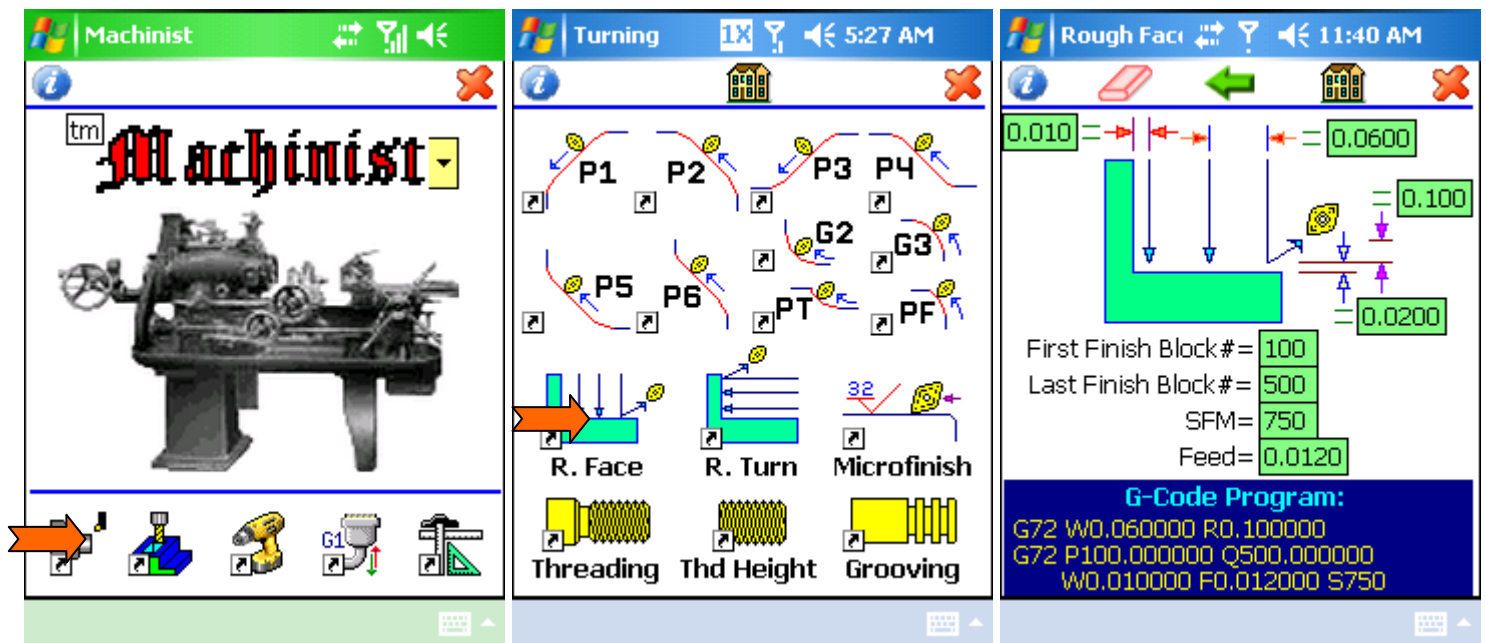 Machinist
tm
Machinist
G1
Turning 1X 5:27 AM
P1 P2 P3 P4
G2 G3
P5 P6 PT PF
32
R. Face R. Turn Microfinish
Threading Thd Height Grooving
Rough Fac 11:40 AM
0.010 = = 0.0600
= 0.100
= 0.0200
First Finish Block#= 100
Last Finish Block#= 500
SFM= 750
Feed= 0.0120
G-Code Program:
G72 W0.060000 R0.100000
G72 P100.000000 Q500.000000
W0.010000 F0.012000 S750